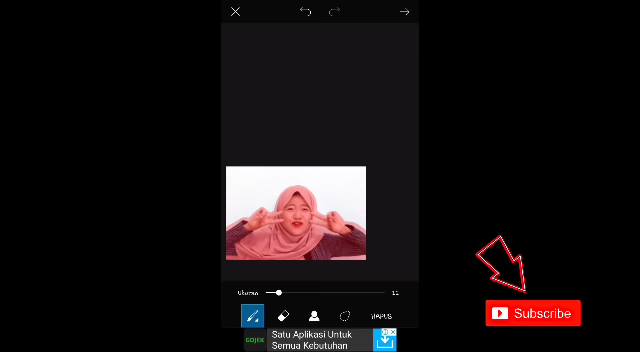 Ukuran 11
HAPUS
GOJEK
Satu Aplikasi Untuk
Semua Kebutuhan
Subscribe